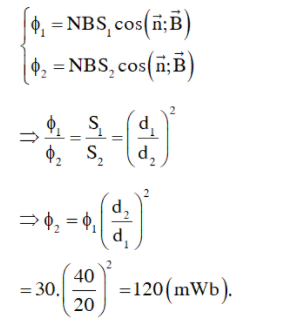 ϕ₁ = NBS₁cos(n⃗;B⃗)
ϕ₂ = NBS₂cos(n⃗;B⃗)
⇒ ϕ₁/ϕ₂ = S₁/S₂ = (d₁/d₂)²
⇒ ϕ₂ = ϕ₁(d₂/d₁)²
= 30.(40/20)² = 120(mWb).